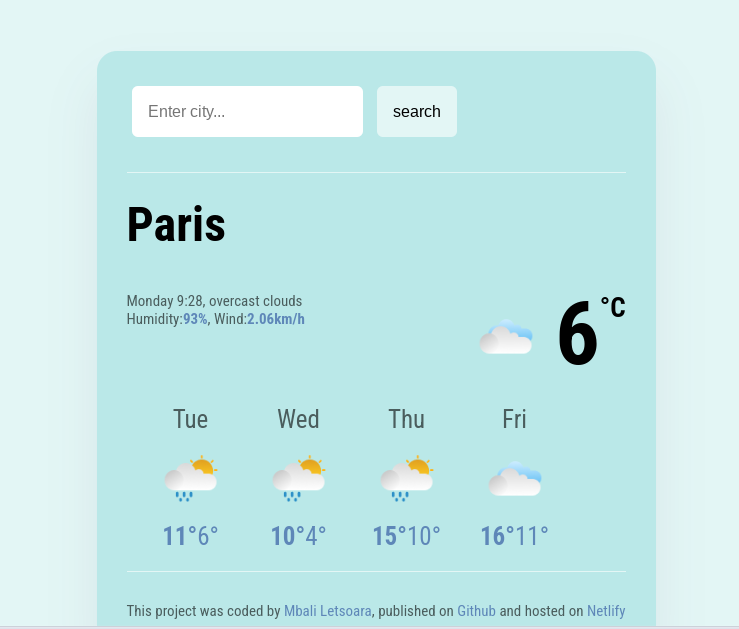 Enter city...
search
Paris
Monday 9:28, overcast clouds
Humidity:93%, Wind:2.06km/h
6°C
Tue Wed Thu Fri
11°6° 10°4° 15°10° 16°11°
This project was coded by Mbali Letsoara, published on Github and hosted on Netlify